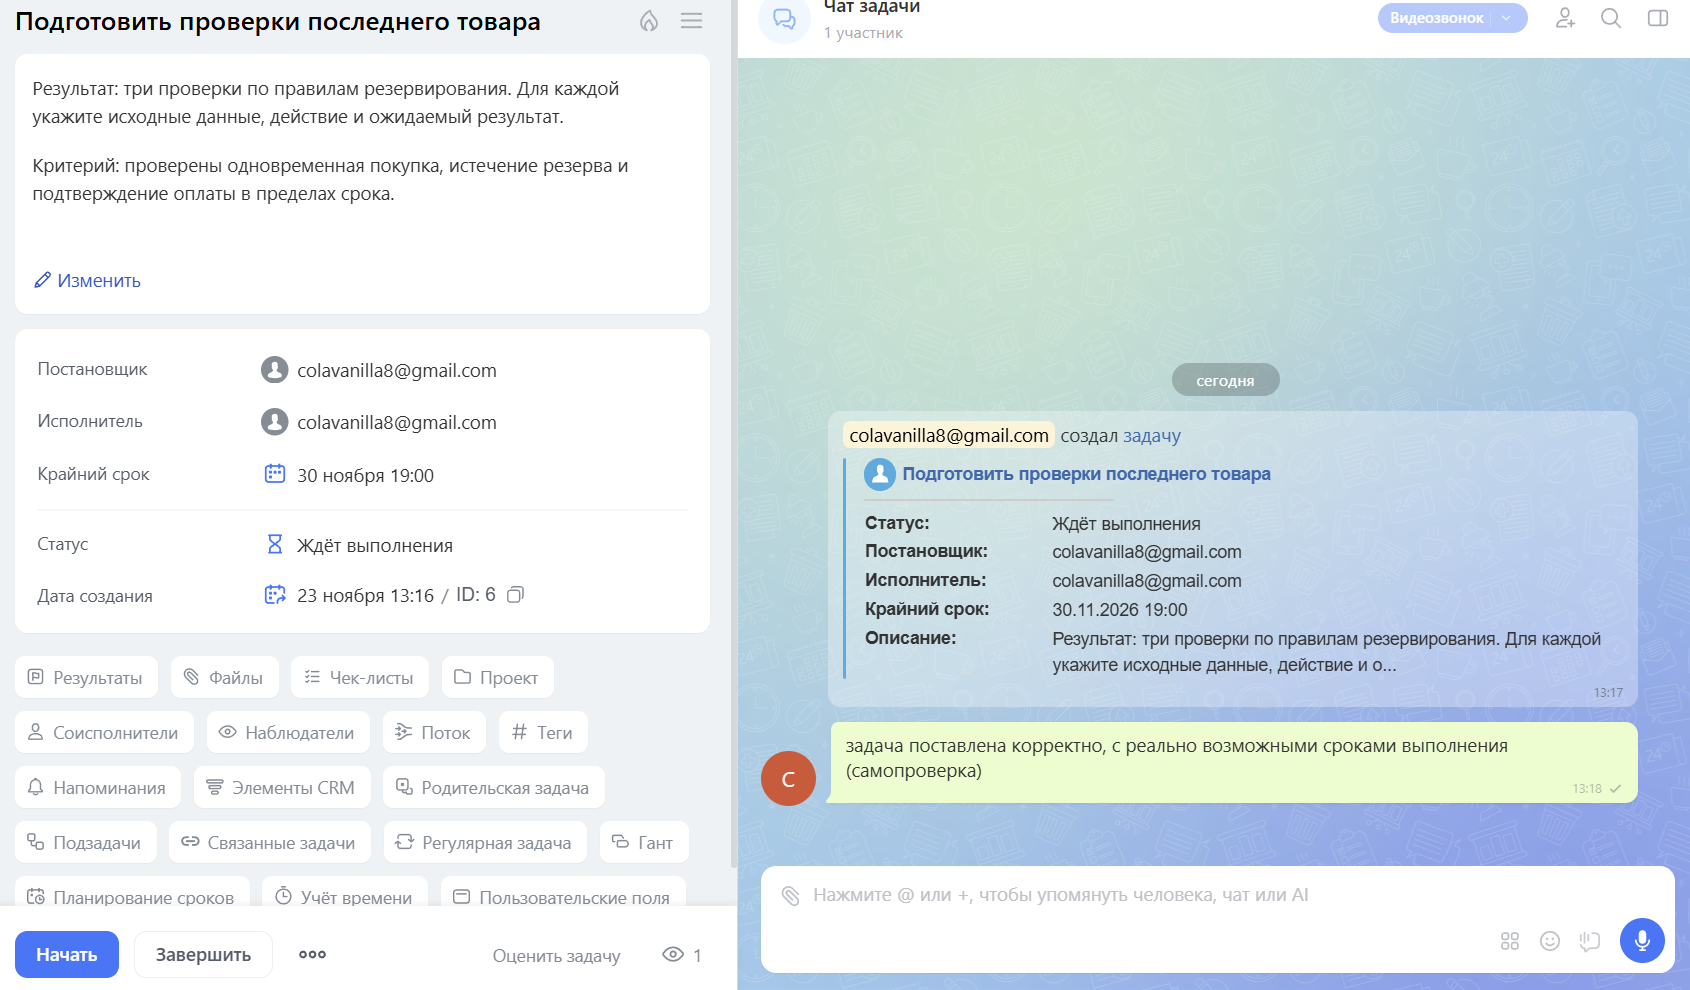 Подготовить проверки последнего товара
Результат: три проверки по правилам резервирования. Для каждой
укажите исходные данные, действие и ожидаемый результат.
Критерий: проверены одновременная покупка, истечение резерва и
подтверждение оплаты в пределах срока.
Изменить
Постановщик
colavanilla8@gmail.com
Исполнитель
colavanilla8@gmail.com
Крайний срок
30 ноября 19:00
Статус
Ждёт выполнения
Дата создания
23 ноября 13:16 / ID: 6
Результаты
Файлы
Чек-листы
Проект
Соисполнители
Наблюдатели
Поток
Теги
Напоминания
Элементы CRM
Родительская задача
Подзадачи
Связанные задачи
Регулярная задача
Гант
Планирование сроков
Учёт времени
Пользовательские поля
Начать
Завершить
Оценить задачу
1
Чат задачи
1 участник
Видеозвонок
сегодня
colavanilla8@gmail.com создал задачу
Подготовить проверки последнего товара
Статус: Ждёт выполнения
Постановщик: colavanilla8@gmail.com
Исполнитель: colavanilla8@gmail.com
Крайний срок: 30.11.2026 19:00
Описание: Результат: три проверки по правилам резервирования. Для каждой
укажите исходные данные, действие и о...
13:17
С
задача поставлена корректно, с реально возможными сроками выполнения
(самопроверка)
13:18
Нажмите @ или +, чтобы упомянуть человека, чат или AI